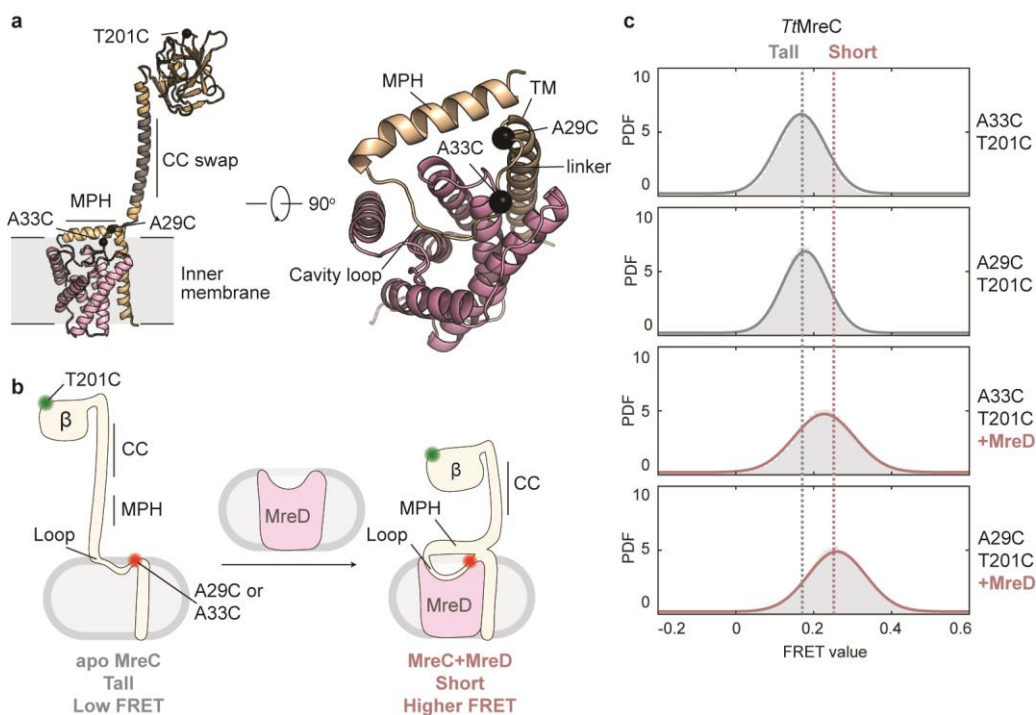 a
T201C
CC swap
MPH
A33C
A29C
Inner
membrane
90°
MPH
TM
A29C
A33C
linker
Cavity loop
b
T201C
β
CC
MPH
Loop
A29C or
A33C
apo MreC
Tall
Low FRET
MreD
β
CC
MPH
MreD
MreC+MreD
Short
Higher FRET
c
TtMreC
Tall Short
10
PDF
5
0
A33C
T201C
10
PDF
5
0
A29C
T201C
10
PDF
5
0
A33C
T201C
+MreD
10
PDF
5
0
A29C
T201C
+MreD
-0.2 0 0.2 0.4 0.6
FRET value